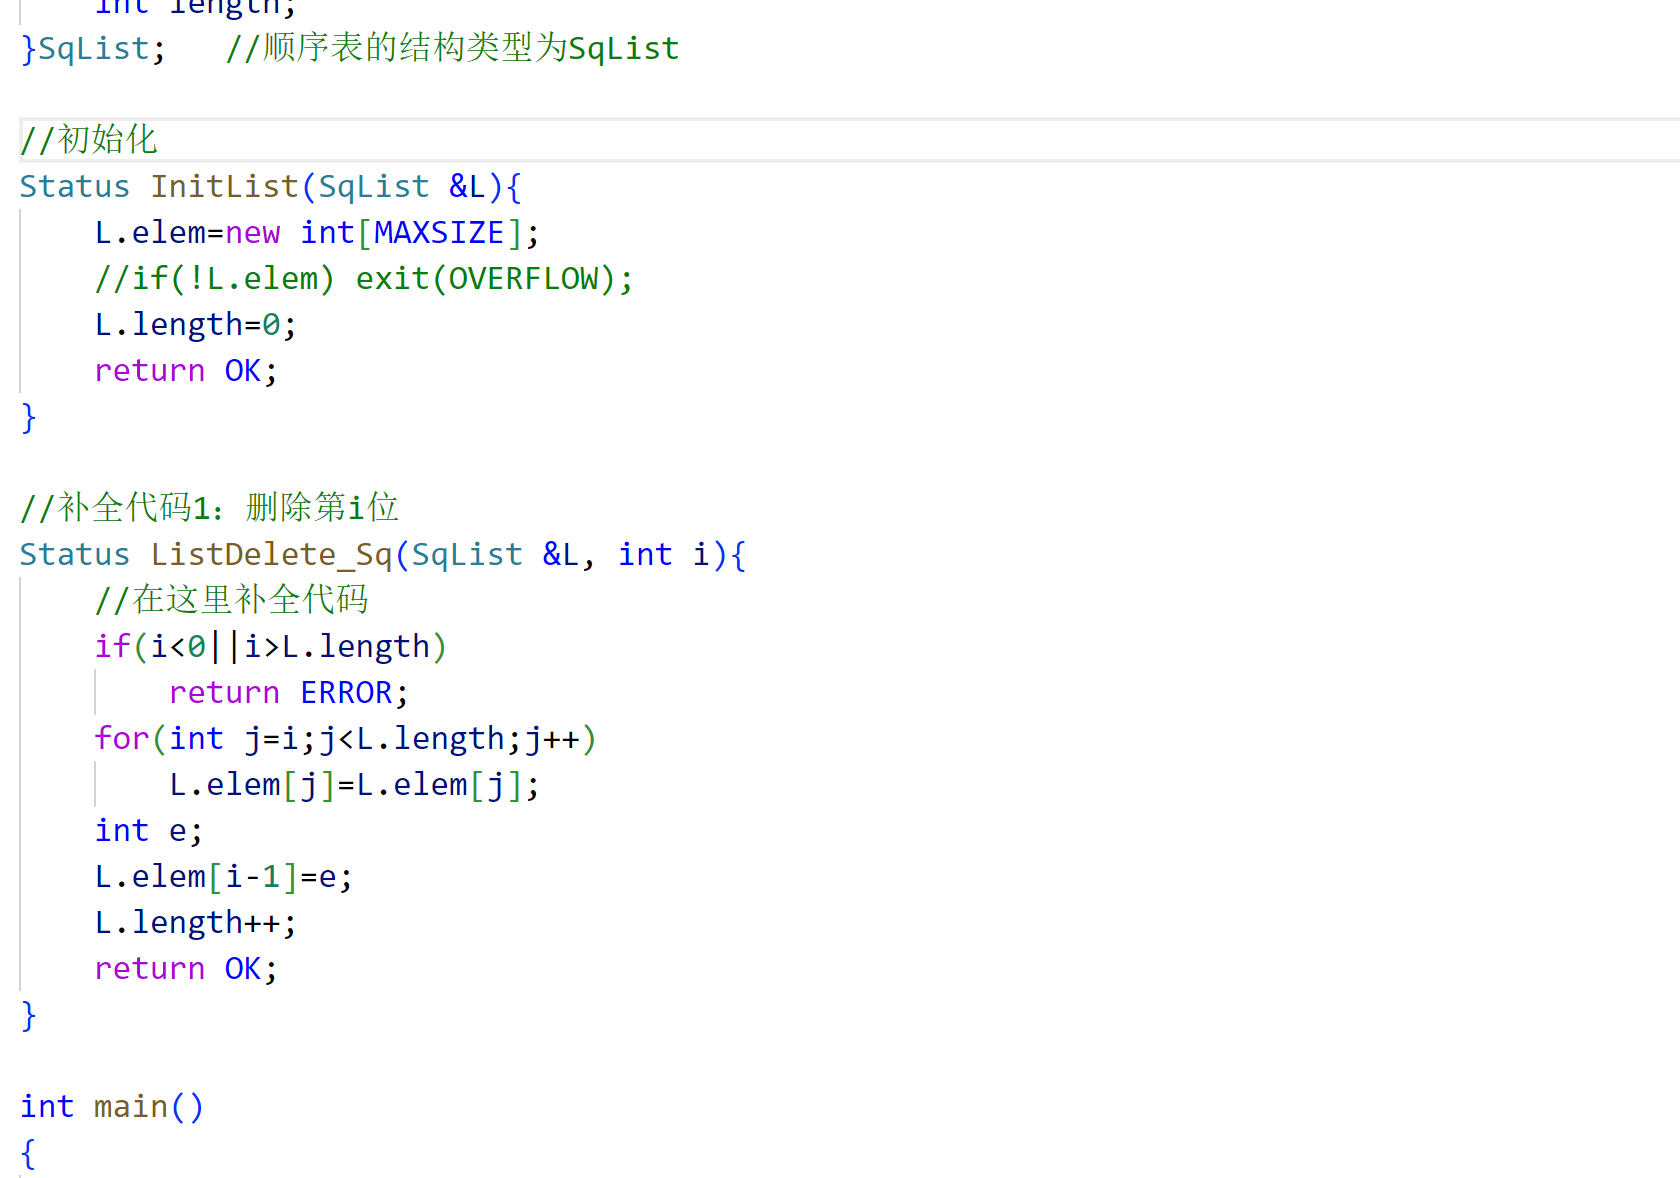 int length;
}SqList;   //顺序表的结构类型为SqList
//初始化
Status InitList(SqList &L){
    L.elem=new int[MAXSIZE];
    //if(!L.elem) exit(OVERFLOW);
    L.length=0;
    return OK;
}
//补全代码1：删除第i位
Status ListDelete_Sq(SqList &L, int i){
    //在这里补全代码
    if(i<0||i>L.length)
        return ERROR;
    for(int j=i;j<L.length;j++)
        L.elem[j]=L.elem[j];
    int e;
    L.elem[i-1]=e;
    L.length++;
    return OK;
}
int main()
{